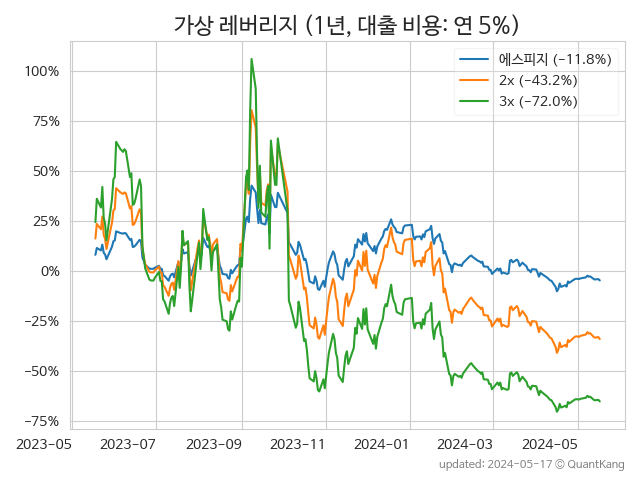 가상 레버리지 (1년, 대출 비용: 연 5%)
에스피지 (−11.8%)
2x (−43.2%)
3x (−72.0%)
100%
75%
50%
25%
0%
−25%
−50%
−75%
2023-05 2023-07 2023-09 2023-11 2024-01 2024-03 2024-05
updated: 2024-05-17 ⓒ QuantKang